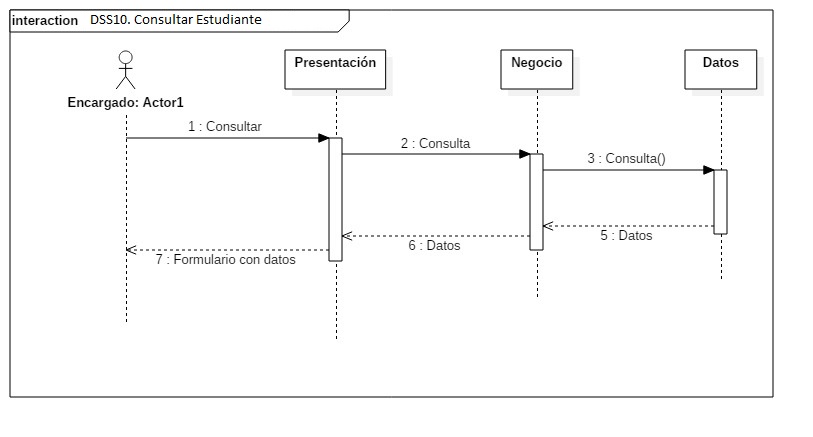 interaction DSS10. Consultar Estudiante
Presentación
Negocio
Datos
Encargado: Actor1
1 : Consultar
2 : Consulta
3 : Consulta()
5 : Datos
6 : Datos
7 : Formulario con datos